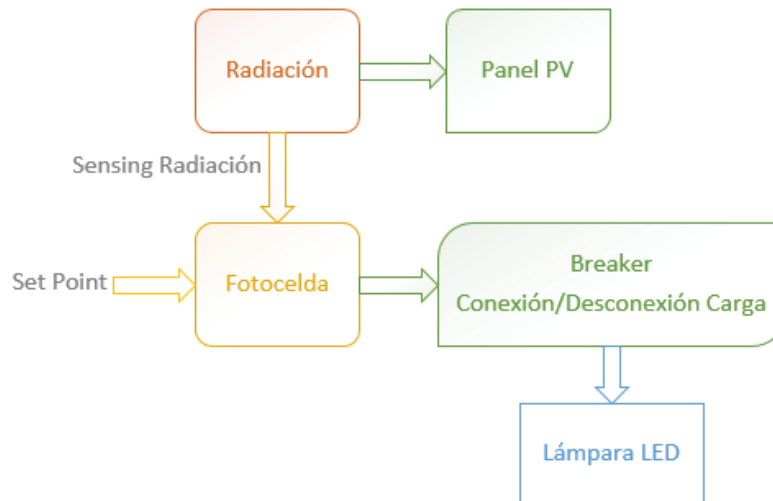 Radiación
Panel PV
Sensing Radiación
Set Point
Fotocelda
Breaker
Conexión/Desconexión Carga
Lámpara LED